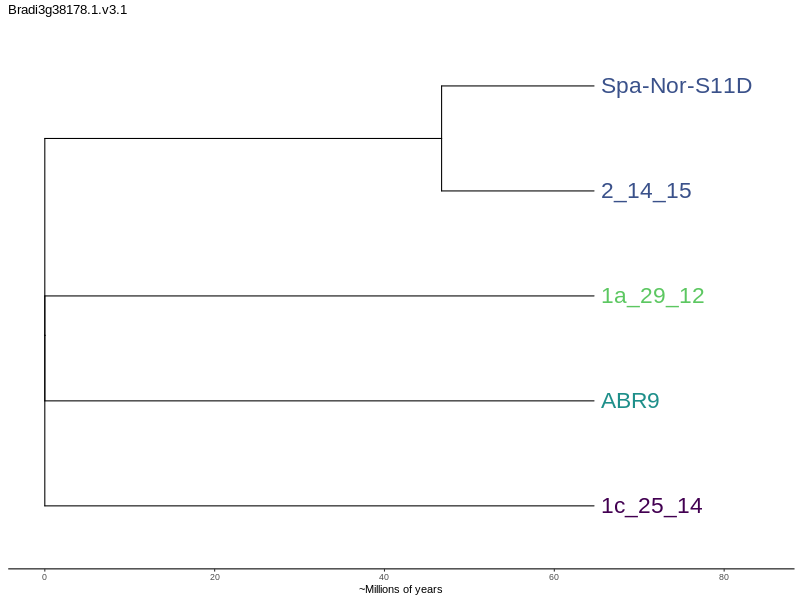 Bradi3g38178.1.v3.1
Spa-Nor-S11D
2_14_15
1a_29_12
ABR9
1c_25_14
0 20 40 60 80
~Millions of years